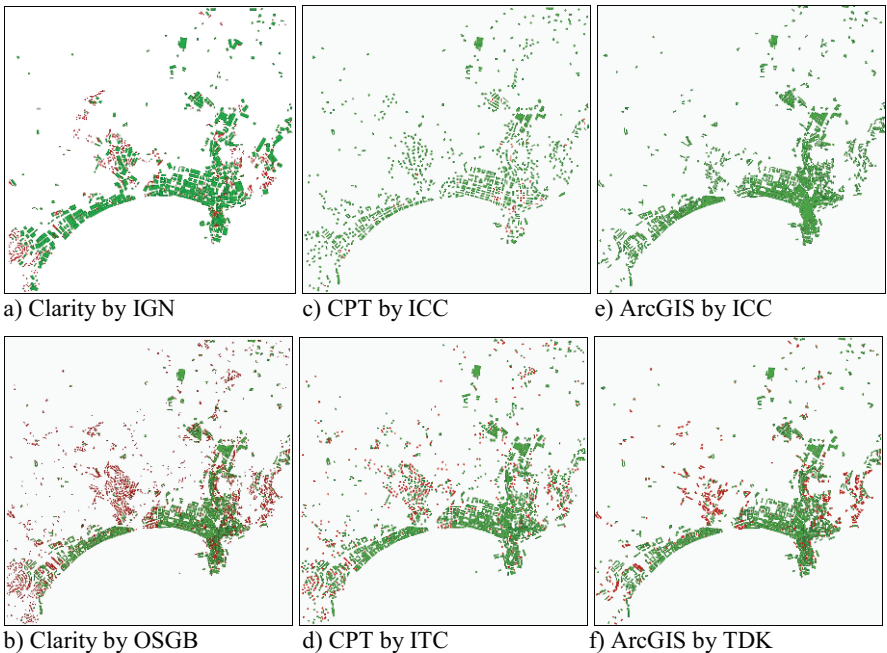 a) Clarity by IGN
c) CPT by ICC
e) ArcGIS by ICC
b) Clarity by OSGB
d) CPT by ITC
f) ArcGIS by TDK